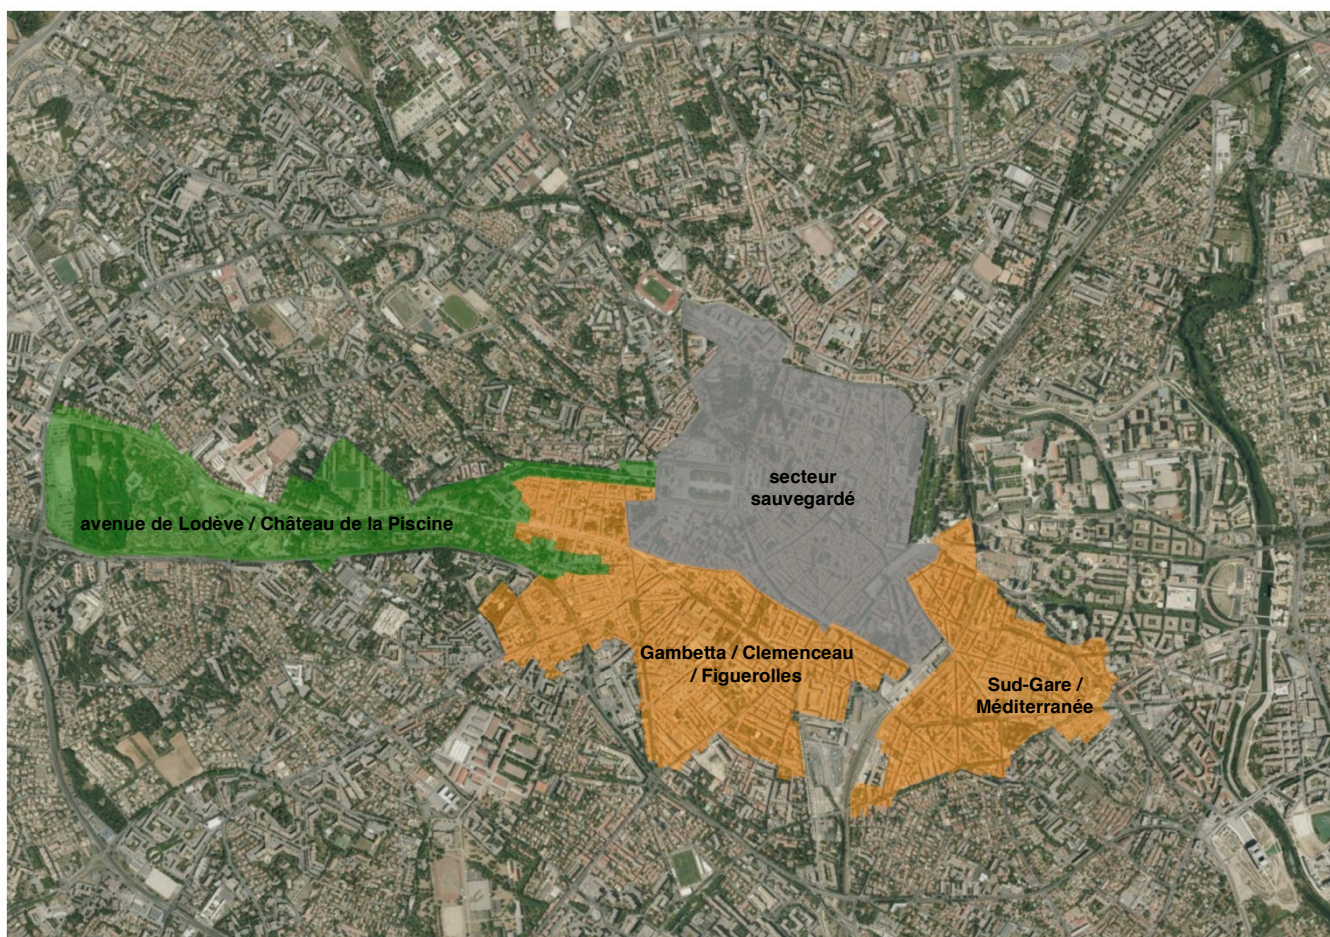 secteur
sauvegardé
avenue de Lodève / Château de la Piscine
Gambetta / Clemenceau
/ Figuerolles
Sud-Gare /
Méditerranée